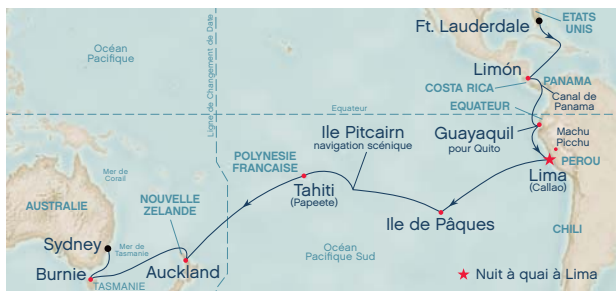 ETATS
UNIS
Ft. Lauderdale
Océan
Pacifique
Ligne de Changement de Date
Limón
PANAMA
COSTA RICA
Canal de
Panama
Equateur
EQUATEUR
Guayaquil
pour Quito
Machu
Picchu
Ile Pitcairn
navigation scénique
PEROU
POLYNESIE
FRANCAISE
Lima
(Callao)
Mer de
Corail
Tahiti
(Papeete)
NOUVELLE
ZELANDE
AUSTRALIE
Ile de Pâques
CHILI
Sydney
Mer de
Tasmanie
Océan
Pacifique Sud
Burnie
Auckland
TASMANIE
Nuit à quai à Lima